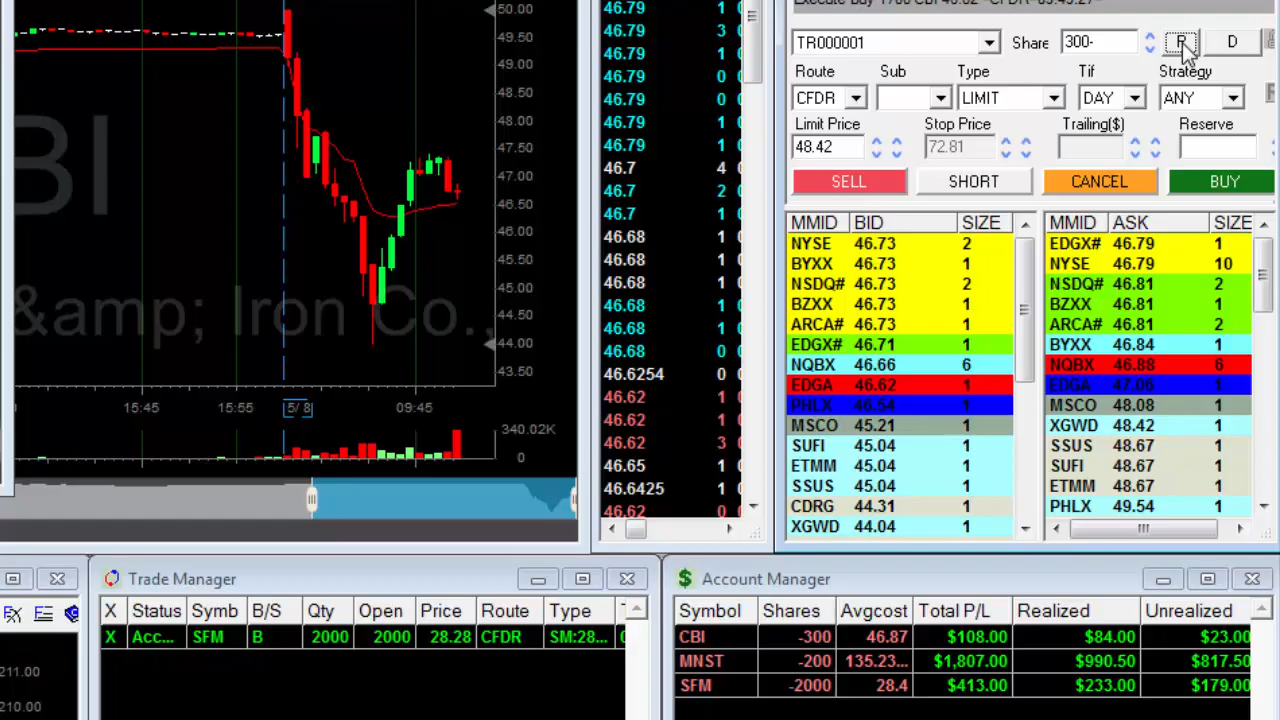 50.00
49.50
49.00
48.50
48.00
47.50
47.00
46.50
46.00
45.50
45.00
44.50
44.00
43.50
BI
&amp; Iron Co.,
15:45 15:55 5/ 8 09:45
340.02K
0
46.79 1
46.79 3
46.79 1
46.79 0
46.79 0
46.79 1
46.79 1
46.7 4
46.7 2
46.7 1
46.68 1
46.68 1
46.68 1
46.68 0
46.68 0
46.68 0
46.6254 0
46.62 1
46.62 1
46.62 3
46.65 1
46.6425 1
46.62 0
TR000001 Share 300- R D
Route Sub Type Tif Strategy
CFDR LIMIT DAY ANY
Limit Price Stop Price Trailing($) Reserve
48.42 72.81
SELL SHORT CANCEL BUY
MMID BID SIZE
NYSE 46.73 2
BYXX 46.73 1
NSDQ# 46.73 2
BZXX 46.73 1
ARCA# 46.73 1
EDGX# 46.71 1
NQBX 46.66 6
EDGA 46.62 1
PHLX 46.54 1
MSCO 45.21 1
SUFI 45.04 1
ETMM 45.04 1
SSUS 45.04 1
CDRG 44.31 1
XGWD 44.04 1
MMID ASK SIZE
EDGX# 46.79 1
NYSE 46.79 10
NSDQ# 46.81 2
BZXX 46.81 1
ARCA# 46.81 2
BYXX 46.84 1
NQBX 46.88 6
EDGA 47.06 1
MSCO 48.08 1
XGWD 48.42 1
SSUS 48.67 1
SUFI 48.67 1
ETMM 48.67 1
PHLX 49.54 1
211.00
210.00
Trade Manager
X Status Symb B/S Qty Open Price Route Type
X Acc... SFM B 2000 2000 28.28 CFDR SM:28...
Account Manager
Symbol Shares Avgcost Total P/L Realized Unrealized
CBI -300 46.87 $108.00 $84.00 $23.00
MNST -200 135.23... $1,807.00 $990.50 $817.50
SFM -2000 28.4 $413.00 $233.00 $179.00